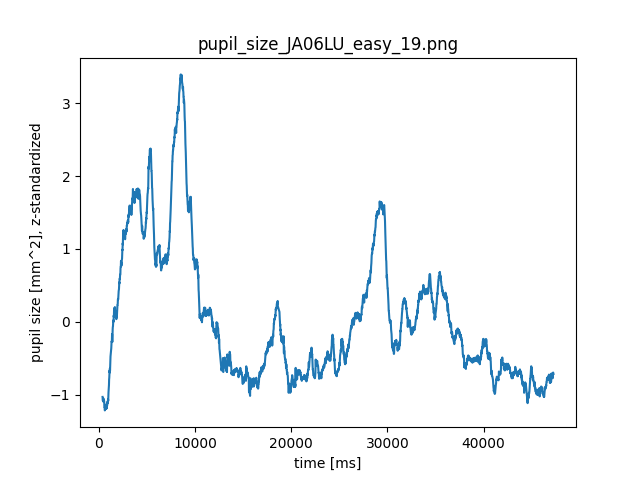 pupil_size_JA06LU_easy_19.png
pupil size [mm^2], z-standardized
3
2
1
0
−1
0 10000 20000 30000 40000
time [ms]